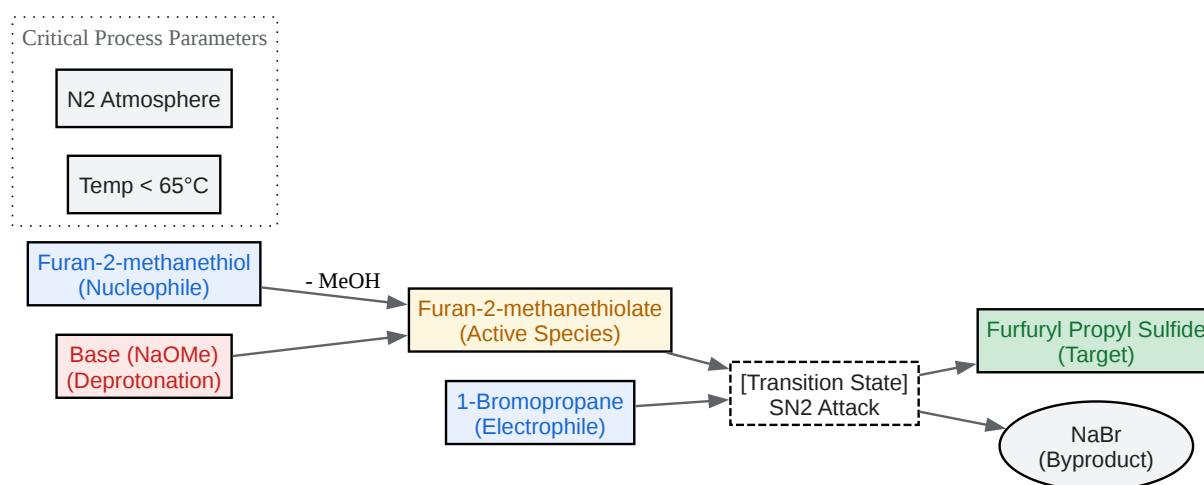 Critical Process Parameters
N2 Atmosphere
Temp < 65°C
Furan-2-methanethiol
(Nucleophile)
- MeOH
Base (NaOMe)
(Deprotonation)
Furan-2-methanethiolate
(Active Species)
1-Bromopropane
(Electrophile)
[Transition State]
SN2 Attack
Furfuryl Propyl Sulfide
(Target)
NaBr
(Byproduct)